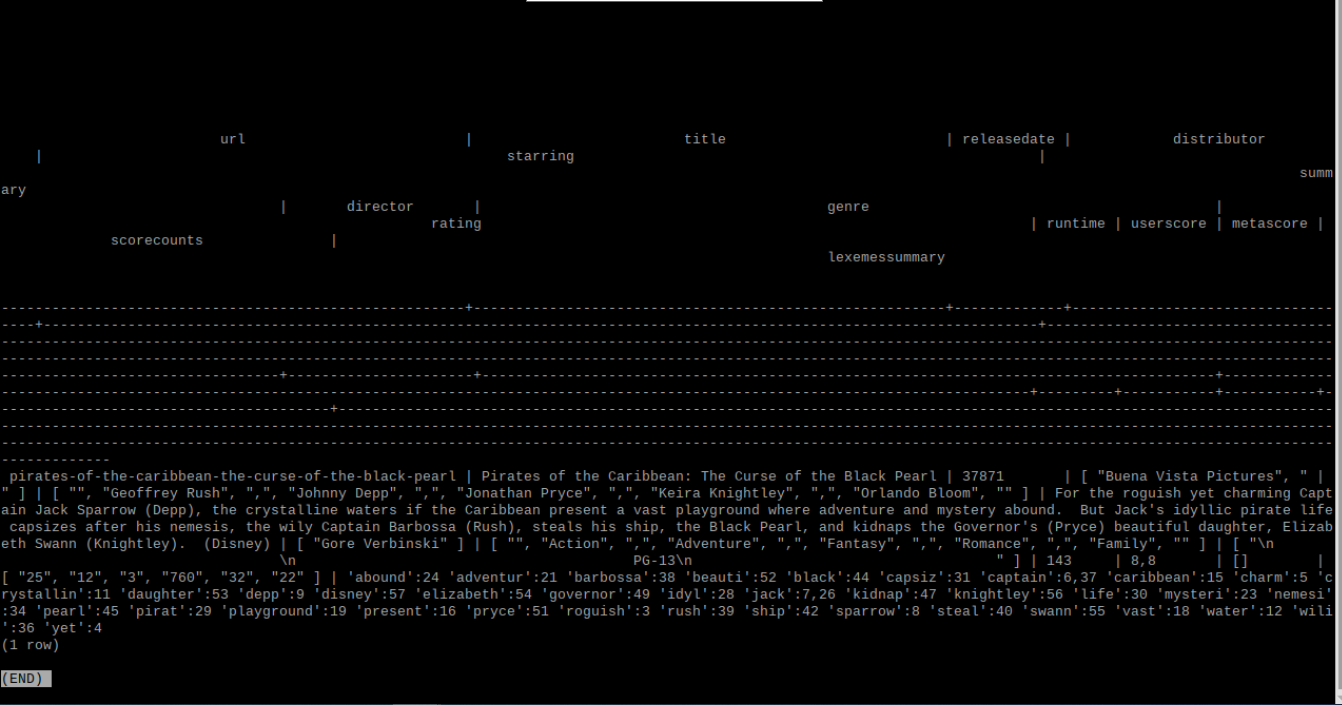 url | title | releasedate | distributor
| starring |
summ
ary
| director | genre |
rating | runtime | userscore | metascore |
scorecounts |
lexemessummary
-------------------------------------------------------+--------------------------------------------------------+-------------+-------------------------------
----+----------------------------------------------------------------------------------------------------------------------+----------------------------------
--------------------------------------------------------------------------------------------------------------------------------------------------------------
--------------------------------------------------------------------------------------------------------------------------------------------------------------
---------------------------------+----------------------+---------------------------------------------------------------------------------------+-------------
--------------------------------------------------------------------------------------------------------------------------+---------+-----------+-----------+-
---------------------------------------+----------------------------------------------------------------------------------------------------------------------
--------------------------------------------------------------------------------------------------------------------------------------------------------------
--------------------------------------------------------------------------------------------------------------------------------------------------------------
-------------
pirates-of-the-caribbean-the-curse-of-the-black-pearl | Pirates of the Caribbean: The Curse of the Black Pearl | 37871 | [ "Buena Vista Pictures", " |
" ] | [ "", "Geoffrey Rush", ",", "Johnny Depp", ",", "Jonathan Pryce", ",", "Keira Knightley", ",", "Orlando Bloom", "" ] | For the roguish yet charming Capt
ain Jack Sparrow (Depp), the crystalline waters if the Caribbean present a vast playground where adventure and mystery abound.  But Jack's idyllic pirate life
capsizes after his nemesis, the wily Captain Barbossa (Rush), steals his ship, the Black Pearl, and kidnaps the Governor's (Pryce) beautiful daughter, Elizab
eth Swann (Knightley).  (Disney) | [ "Gore Verbinski" ] | [ "", "Action", ",", "Adventure", ",", "Fantasy", ",", "Romance", ",", "Family", "" ] | [ "\n
\n PG-13\n " ] | 143 | 8,8 | [] |
[ "25", "12", "3", "760", "32", "22" ] | 'abound':24 'adventur':21 'barbossa':38 'beauti':52 'black':44 'capsiz':31 'captain':6,37 'caribbean':15 'charm':5 'c
rystallin':11 'daughter':53 'depp':9 'disney':57 'elizabeth':54 'governor':49 'idyl':28 'jack':7,26 'kidnap':47 'knightley':56 'life':30 'mysteri':23 'nemesi'
:34 'pearl':45 'pirat':29 'playground':19 'present':16 'pryce':51 'roguish':3 'rush':39 'ship':42 'sparrow':8 'steal':40 'swann':55 'vast':18 'water':12 'wili
':36 'yet':4
(1 row)
(END)